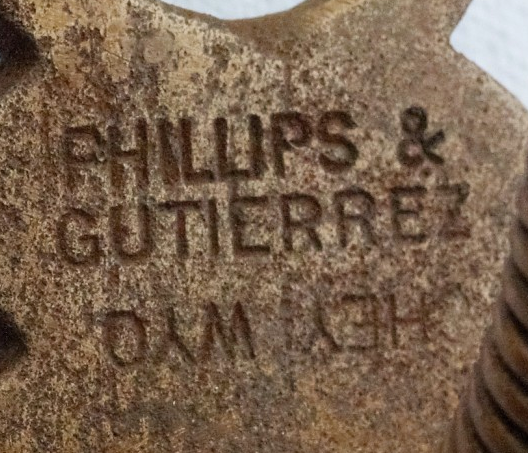 PHILLIPS &
GUTIERREZ
CHEY. WYO.